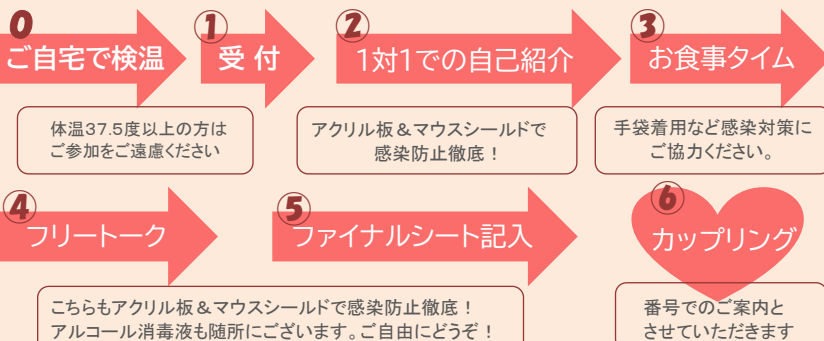 0
ご自宅で検温
①
受 付
②
1対1での自己紹介
③
お食事タイム
体温37.5度以上の方は
ご参加をご遠慮ください
アクリル板&マウスシールドで
感染防止徹底!
手袋着用など感染対策に
ご協力ください。
④
フリートーク
⑤
ファイナルシート記入
⑥
カップリング
こちらもアクリル板&マウスシールドで感染防止徹底!
アルコール消毒液も随所にございます。ご自由にどうぞ!
番号でのご案内と
させていただきます